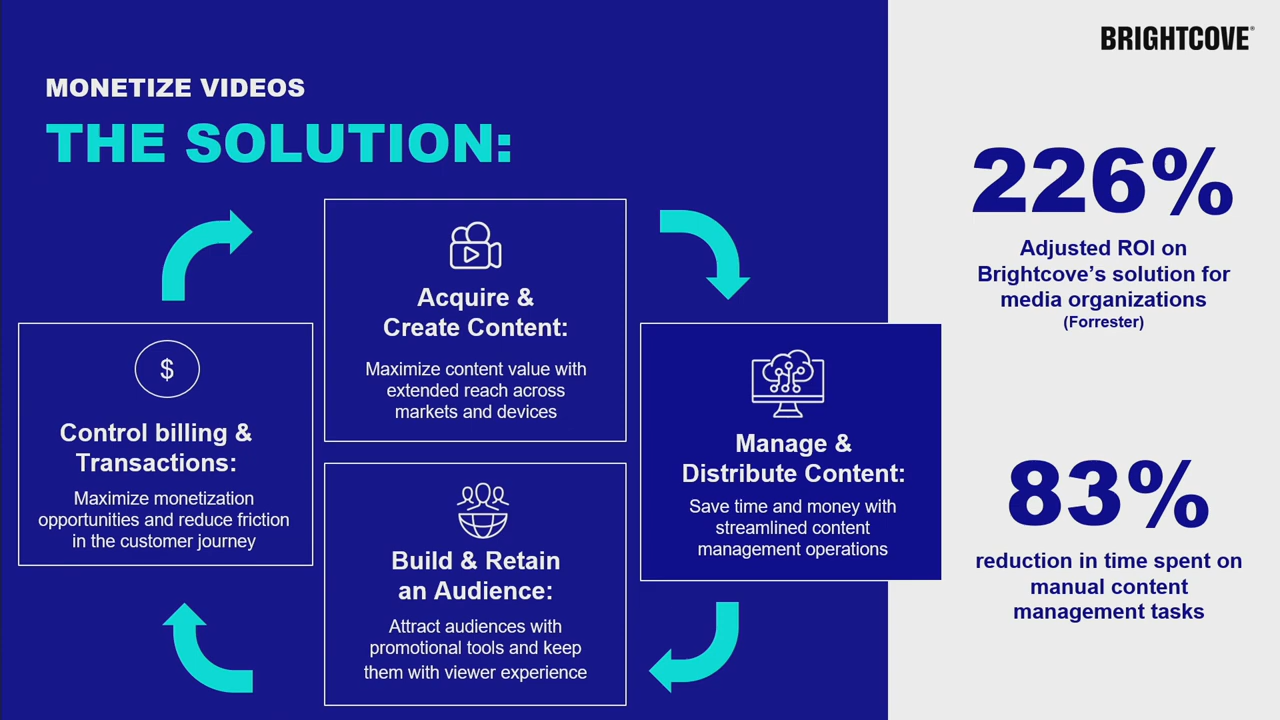 BRIGHTCOVE®
MONETIZE VIDEOS
THE SOLUTION:
Acquire &
Create Content:
Maximize content value with
extended reach across
markets and devices
Manage &
Distribute Content:
Save time and money with
streamlined content
management operations
Build & Retain
an Audience:
Attract audiences with
promotional tools and keep
them with viewer experience
$
Control billing &
Transactions:
Maximize monetization
opportunities and reduce friction
in the customer journey
226%
Adjusted ROI on
Brightcove’s solution for
media organizations
(Forrester)
83%
reduction in time spent on
manual content
management tasks